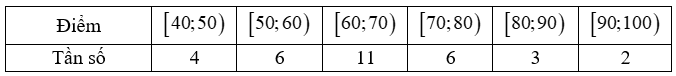 Điểm [40;50) [50;60) [60;70) [70;80) [80;90) [90;100)
Tần số 4 6 11 6 3 2